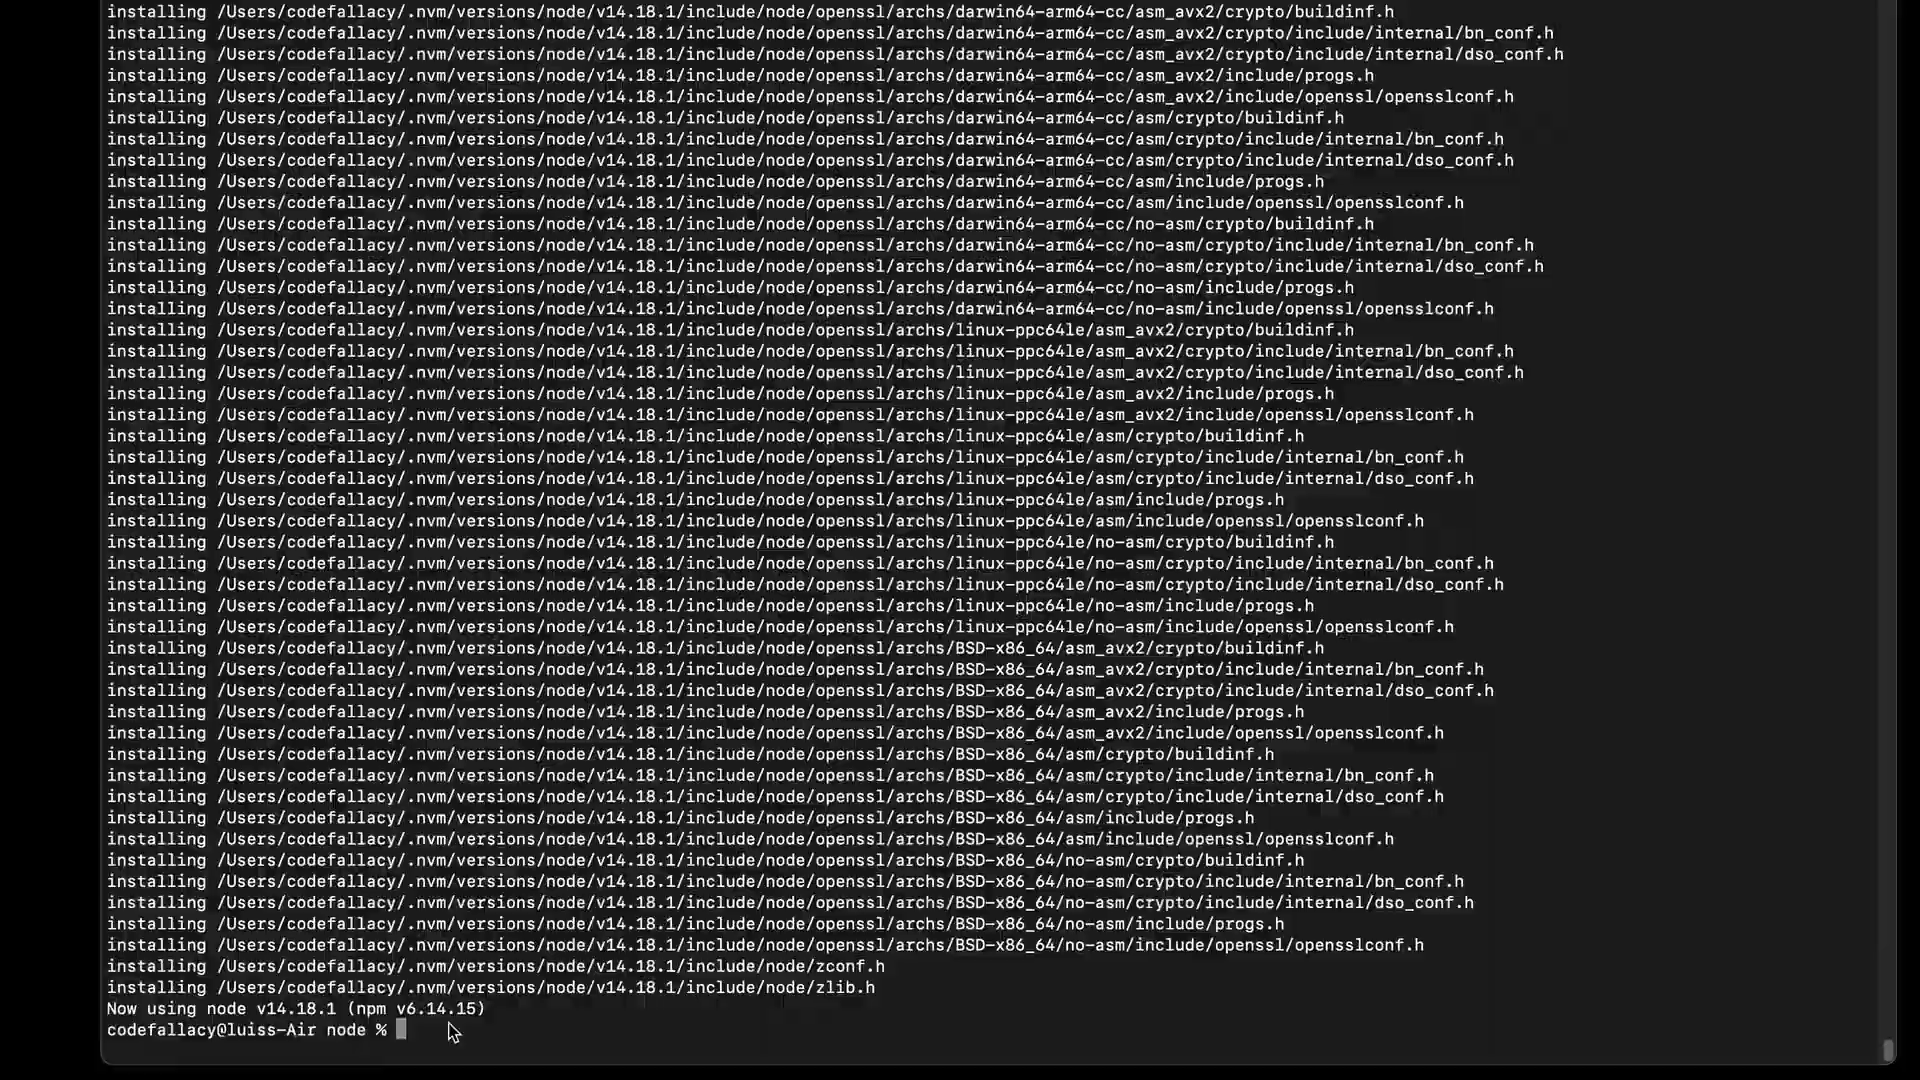 installing /Users/codefallacy/.nvm/versions/node/v14.18.1/include/node/openssl/archs/darwin64-arm64-cc/asm_avx2/crypto/buildinf.h
installing /Users/codefallacy/.nvm/versions/node/v14.18.1/include/node/openssl/archs/darwin64-arm64-cc/asm_avx2/crypto/include/internal/bn_conf.h
installing /Users/codefallacy/.nvm/versions/node/v14.18.1/include/node/openssl/archs/darwin64-arm64-cc/asm_avx2/crypto/include/internal/dso_conf.h
installing /Users/codefallacy/.nvm/versions/node/v14.18.1/include/node/openssl/archs/darwin64-arm64-cc/asm_avx2/include/progs.h
installing /Users/codefallacy/.nvm/versions/node/v14.18.1/include/node/openssl/archs/darwin64-arm64-cc/asm_avx2/include/openssl/opensslconf.h
installing /Users/codefallacy/.nvm/versions/node/v14.18.1/include/node/openssl/archs/darwin64-arm64-cc/asm/crypto/buildinf.h
installing /Users/codefallacy/.nvm/versions/node/v14.18.1/include/node/openssl/archs/darwin64-arm64-cc/asm/crypto/include/internal/bn_conf.h
installing /Users/codefallacy/.nvm/versions/node/v14.18.1/include/node/openssl/archs/darwin64-arm64-cc/asm/crypto/include/internal/dso_conf.h
installing /Users/codefallacy/.nvm/versions/node/v14.18.1/include/node/openssl/archs/darwin64-arm64-cc/asm/include/progs.h
installing /Users/codefallacy/.nvm/versions/node/v14.18.1/include/node/openssl/archs/darwin64-arm64-cc/asm/include/openssl/opensslconf.h
installing /Users/codefallacy/.nvm/versions/node/v14.18.1/include/node/openssl/archs/darwin64-arm64-cc/no-asm/crypto/buildinf.h
installing /Users/codefallacy/.nvm/versions/node/v14.18.1/include/node/openssl/archs/darwin64-arm64-cc/no-asm/crypto/include/internal/bn_conf.h
installing /Users/codefallacy/.nvm/versions/node/v14.18.1/include/node/openssl/archs/darwin64-arm64-cc/no-asm/crypto/include/internal/dso_conf.h
installing /Users/codefallacy/.nvm/versions/node/v14.18.1/include/node/openssl/archs/darwin64-arm64-cc/no-asm/include/progs.h
installing /Users/codefallacy/.nvm/versions/node/v14.18.1/include/node/openssl/archs/darwin64-arm64-cc/no-asm/include/openssl/opensslconf.h
installing /Users/codefallacy/.nvm/versions/node/v14.18.1/include/node/openssl/archs/linux-ppc64le/asm_avx2/crypto/buildinf.h
installing /Users/codefallacy/.nvm/versions/node/v14.18.1/include/node/openssl/archs/linux-ppc64le/asm_avx2/crypto/include/internal/bn_conf.h
installing /Users/codefallacy/.nvm/versions/node/v14.18.1/include/node/openssl/archs/linux-ppc64le/asm_avx2/crypto/include/internal/dso_conf.h
installing /Users/codefallacy/.nvm/versions/node/v14.18.1/include/node/openssl/archs/linux-ppc64le/asm_avx2/include/progs.h
installing /Users/codefallacy/.nvm/versions/node/v14.18.1/include/node/openssl/archs/linux-ppc64le/asm_avx2/include/openssl/opensslconf.h
installing /Users/codefallacy/.nvm/versions/node/v14.18.1/include/node/openssl/archs/linux-ppc64le/asm/crypto/buildinf.h
installing /Users/codefallacy/.nvm/versions/node/v14.18.1/include/node/openssl/archs/linux-ppc64le/asm/crypto/include/internal/bn_conf.h
installing /Users/codefallacy/.nvm/versions/node/v14.18.1/include/node/openssl/archs/linux-ppc64le/asm/crypto/include/internal/dso_conf.h
installing /Users/codefallacy/.nvm/versions/node/v14.18.1/include/node/openssl/archs/linux-ppc64le/asm/include/progs.h
installing /Users/codefallacy/.nvm/versions/node/v14.18.1/include/node/openssl/archs/linux-ppc64le/asm/include/openssl/opensslconf.h
installing /Users/codefallacy/.nvm/versions/node/v14.18.1/include/node/openssl/archs/linux-ppc64le/no-asm/crypto/buildinf.h
installing /Users/codefallacy/.nvm/versions/node/v14.18.1/include/node/openssl/archs/linux-ppc64le/no-asm/crypto/include/internal/bn_conf.h
installing /Users/codefallacy/.nvm/versions/node/v14.18.1/include/node/openssl/archs/linux-ppc64le/no-asm/crypto/include/internal/dso_conf.h
installing /Users/codefallacy/.nvm/versions/node/v14.18.1/include/node/openssl/archs/linux-ppc64le/no-asm/include/progs.h
installing /Users/codefallacy/.nvm/versions/node/v14.18.1/include/node/openssl/archs/linux-ppc64le/no-asm/include/openssl/opensslconf.h
installing /Users/codefallacy/.nvm/versions/node/v14.18.1/include/node/openssl/archs/BSD-x86_64/asm_avx2/crypto/buildinf.h
installing /Users/codefallacy/.nvm/versions/node/v14.18.1/include/node/openssl/archs/BSD-x86_64/asm_avx2/crypto/include/internal/bn_conf.h
installing /Users/codefallacy/.nvm/versions/node/v14.18.1/include/node/openssl/archs/BSD-x86_64/asm_avx2/crypto/include/internal/dso_conf.h
installing /Users/codefallacy/.nvm/versions/node/v14.18.1/include/node/openssl/archs/BSD-x86_64/asm_avx2/include/progs.h
installing /Users/codefallacy/.nvm/versions/node/v14.18.1/include/node/openssl/archs/BSD-x86_64/asm_avx2/include/openssl/opensslconf.h
installing /Users/codefallacy/.nvm/versions/node/v14.18.1/include/node/openssl/archs/BSD-x86_64/asm/crypto/buildinf.h
installing /Users/codefallacy/.nvm/versions/node/v14.18.1/include/node/openssl/archs/BSD-x86_64/asm/crypto/include/internal/bn_conf.h
installing /Users/codefallacy/.nvm/versions/node/v14.18.1/include/node/openssl/archs/BSD-x86_64/asm/crypto/include/internal/dso_conf.h
installing /Users/codefallacy/.nvm/versions/node/v14.18.1/include/node/openssl/archs/BSD-x86_64/asm/include/progs.h
installing /Users/codefallacy/.nvm/versions/node/v14.18.1/include/node/openssl/archs/BSD-x86_64/asm/include/openssl/opensslconf.h
installing /Users/codefallacy/.nvm/versions/node/v14.18.1/include/node/openssl/archs/BSD-x86_64/no-asm/crypto/buildinf.h
installing /Users/codefallacy/.nvm/versions/node/v14.18.1/include/node/openssl/archs/BSD-x86_64/no-asm/crypto/include/internal/bn_conf.h
installing /Users/codefallacy/.nvm/versions/node/v14.18.1/include/node/openssl/archs/BSD-x86_64/no-asm/crypto/include/internal/dso_conf.h
installing /Users/codefallacy/.nvm/versions/node/v14.18.1/include/node/openssl/archs/BSD-x86_64/no-asm/include/progs.h
installing /Users/codefallacy/.nvm/versions/node/v14.18.1/include/node/openssl/archs/BSD-x86_64/no-asm/include/openssl/opensslconf.h
installing /Users/codefallacy/.nvm/versions/node/v14.18.1/include/node/zconf.h
installing /Users/codefallacy/.nvm/versions/node/v14.18.1/include/node/zlib.h
Now using node v14.18.1 (npm v6.14.15)
codefallacy@luiss-Air node %